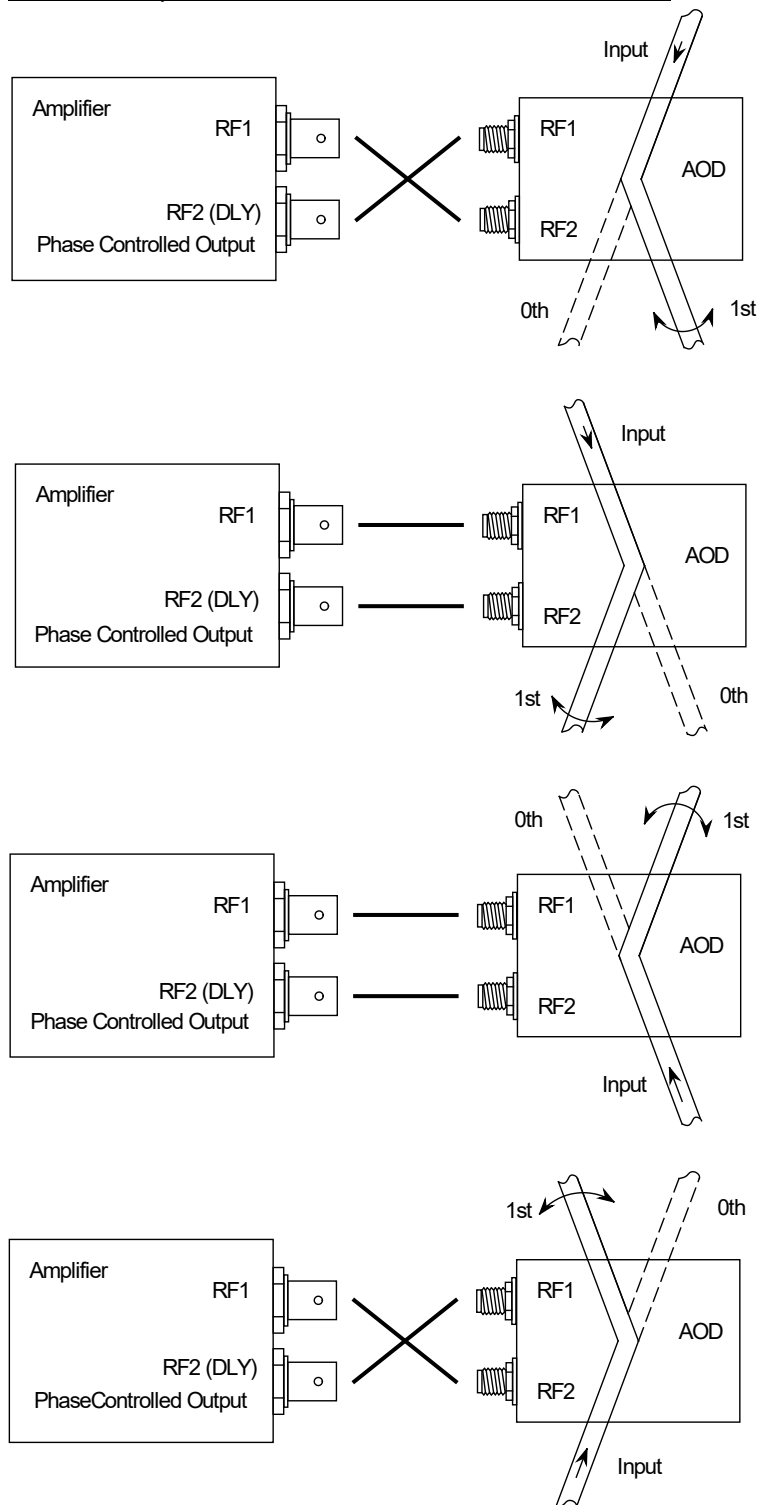 Input
Amplifier
RF1
RF1
AOD
RF2 (DLY)
RF2
Phase Controlled Output
0th
1st
Input
Amplifier
RF1
RF1
AOD
RF2 (DLY)
RF2
Phase Controlled Output
1st
0th
0th
1st
Amplifier
RF1
RF1
AOD
RF2 (DLY)
RF2
Phase Controlled Output
Input
1st
0th
Amplifier
RF1
RF1
AOD
RF2 (DLY)
RF2
PhaseControlled Output
Input